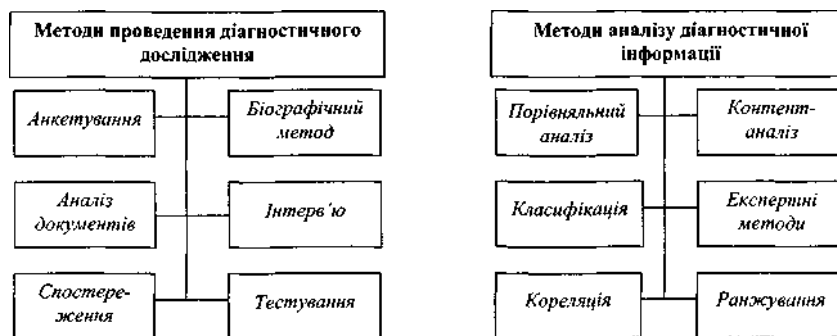 Методи проведення діагностичного
дослідження
Анкетування
Біографічний
метод
Аналіз
документів
Інтерв´ю
Спостере-
ження
Тестування
Методи аналізу діагностичної
інформації
Порівняльний
аналіз
Контент-
аналіз
Класифікація
Експертні
методи
Кореляція
Ранжування